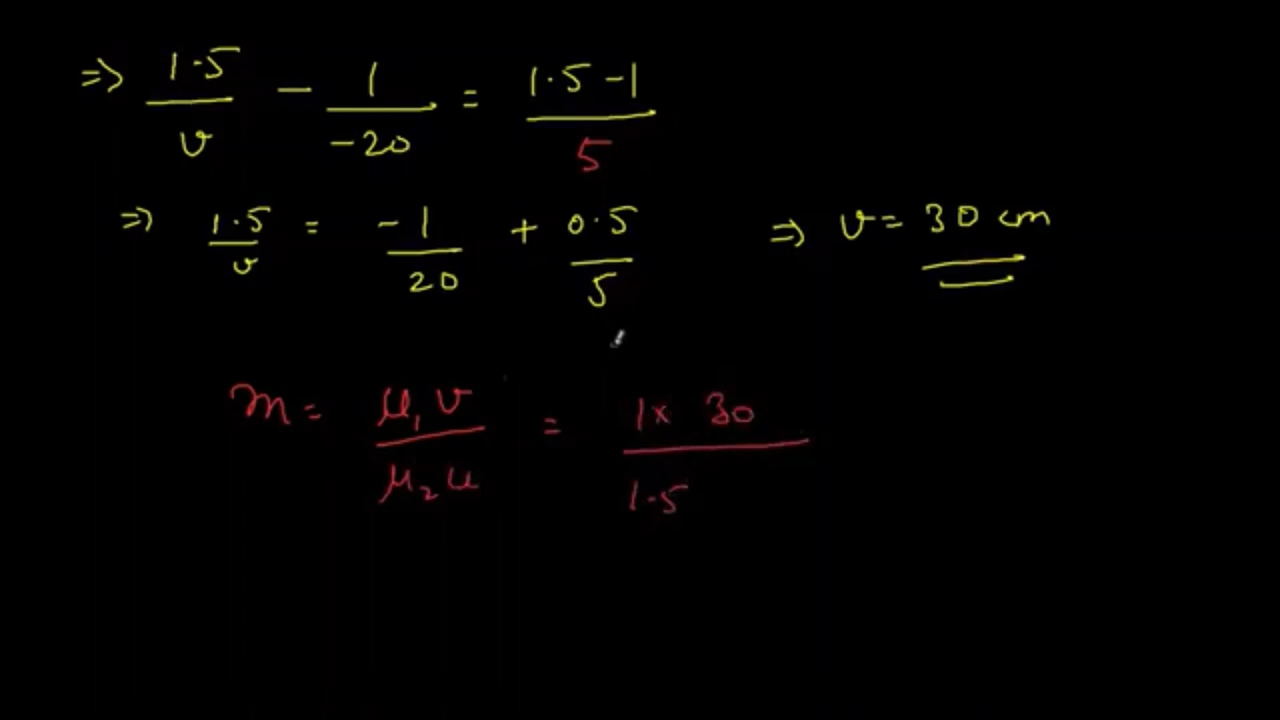 ⇒ 1.5/v - 1/-20 = 1.5-1/5
⇒ 1.5/v = -1/20 + 0.5/5 ⇒ v = 30 cm
m = μ₁v/μ₂u = 1x 30/1.5